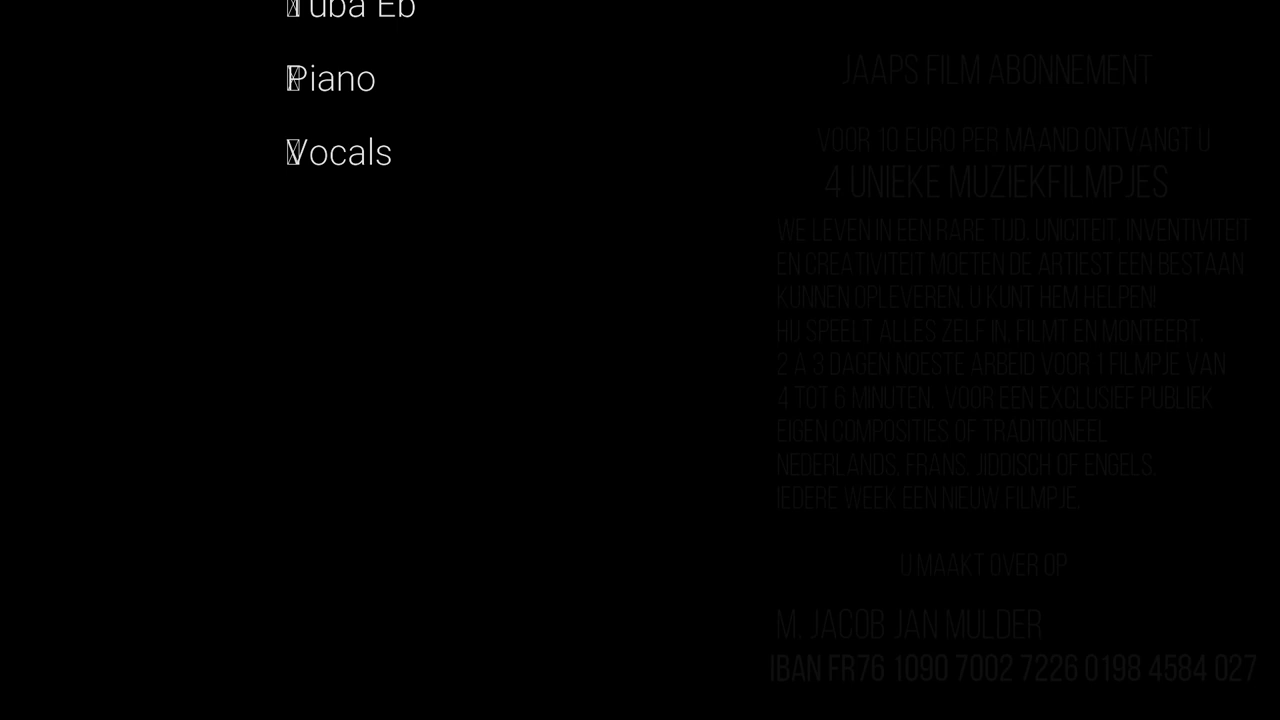 Tuba Eb
Piano
Vocals
JAAPS FILM ABONNEMENT
VOOR 10 EURO PER MAAND ONTVANGT U
4 UNIEKE MUZIEKFILMPJES
WE LEVEN IN EEN RARE TIJD. UNICITEIT, INVENTIVITEIT
EN CREATIVITEIT MOETEN DE ARTIEST EEN BESTAAN
KUNNEN OPLEVEREN. U KUNT HEM HELPEN!
HIJ SPEELT ALLES ZELF IN, FILMT EN MONTEERT.
2 A 3 DAGEN NOESTE ARBEID VOOR 1 FILMPJE VAN
4 TOT 6 MINUTEN. VOOR EEN EXCLUSIEF PUBLIEK
EIGEN COMPOSITIES OF TRADITIONEEL
NEDERLANDS, FRANS, JIDDISCH OF ENGELS.
IEDERE WEEK EEN NIEUW FILMPJE.
U MAAKT OVER OP
M. JACOB JAN MULDER
IBAN FR76 1090 7002 7226 0198 4584 027